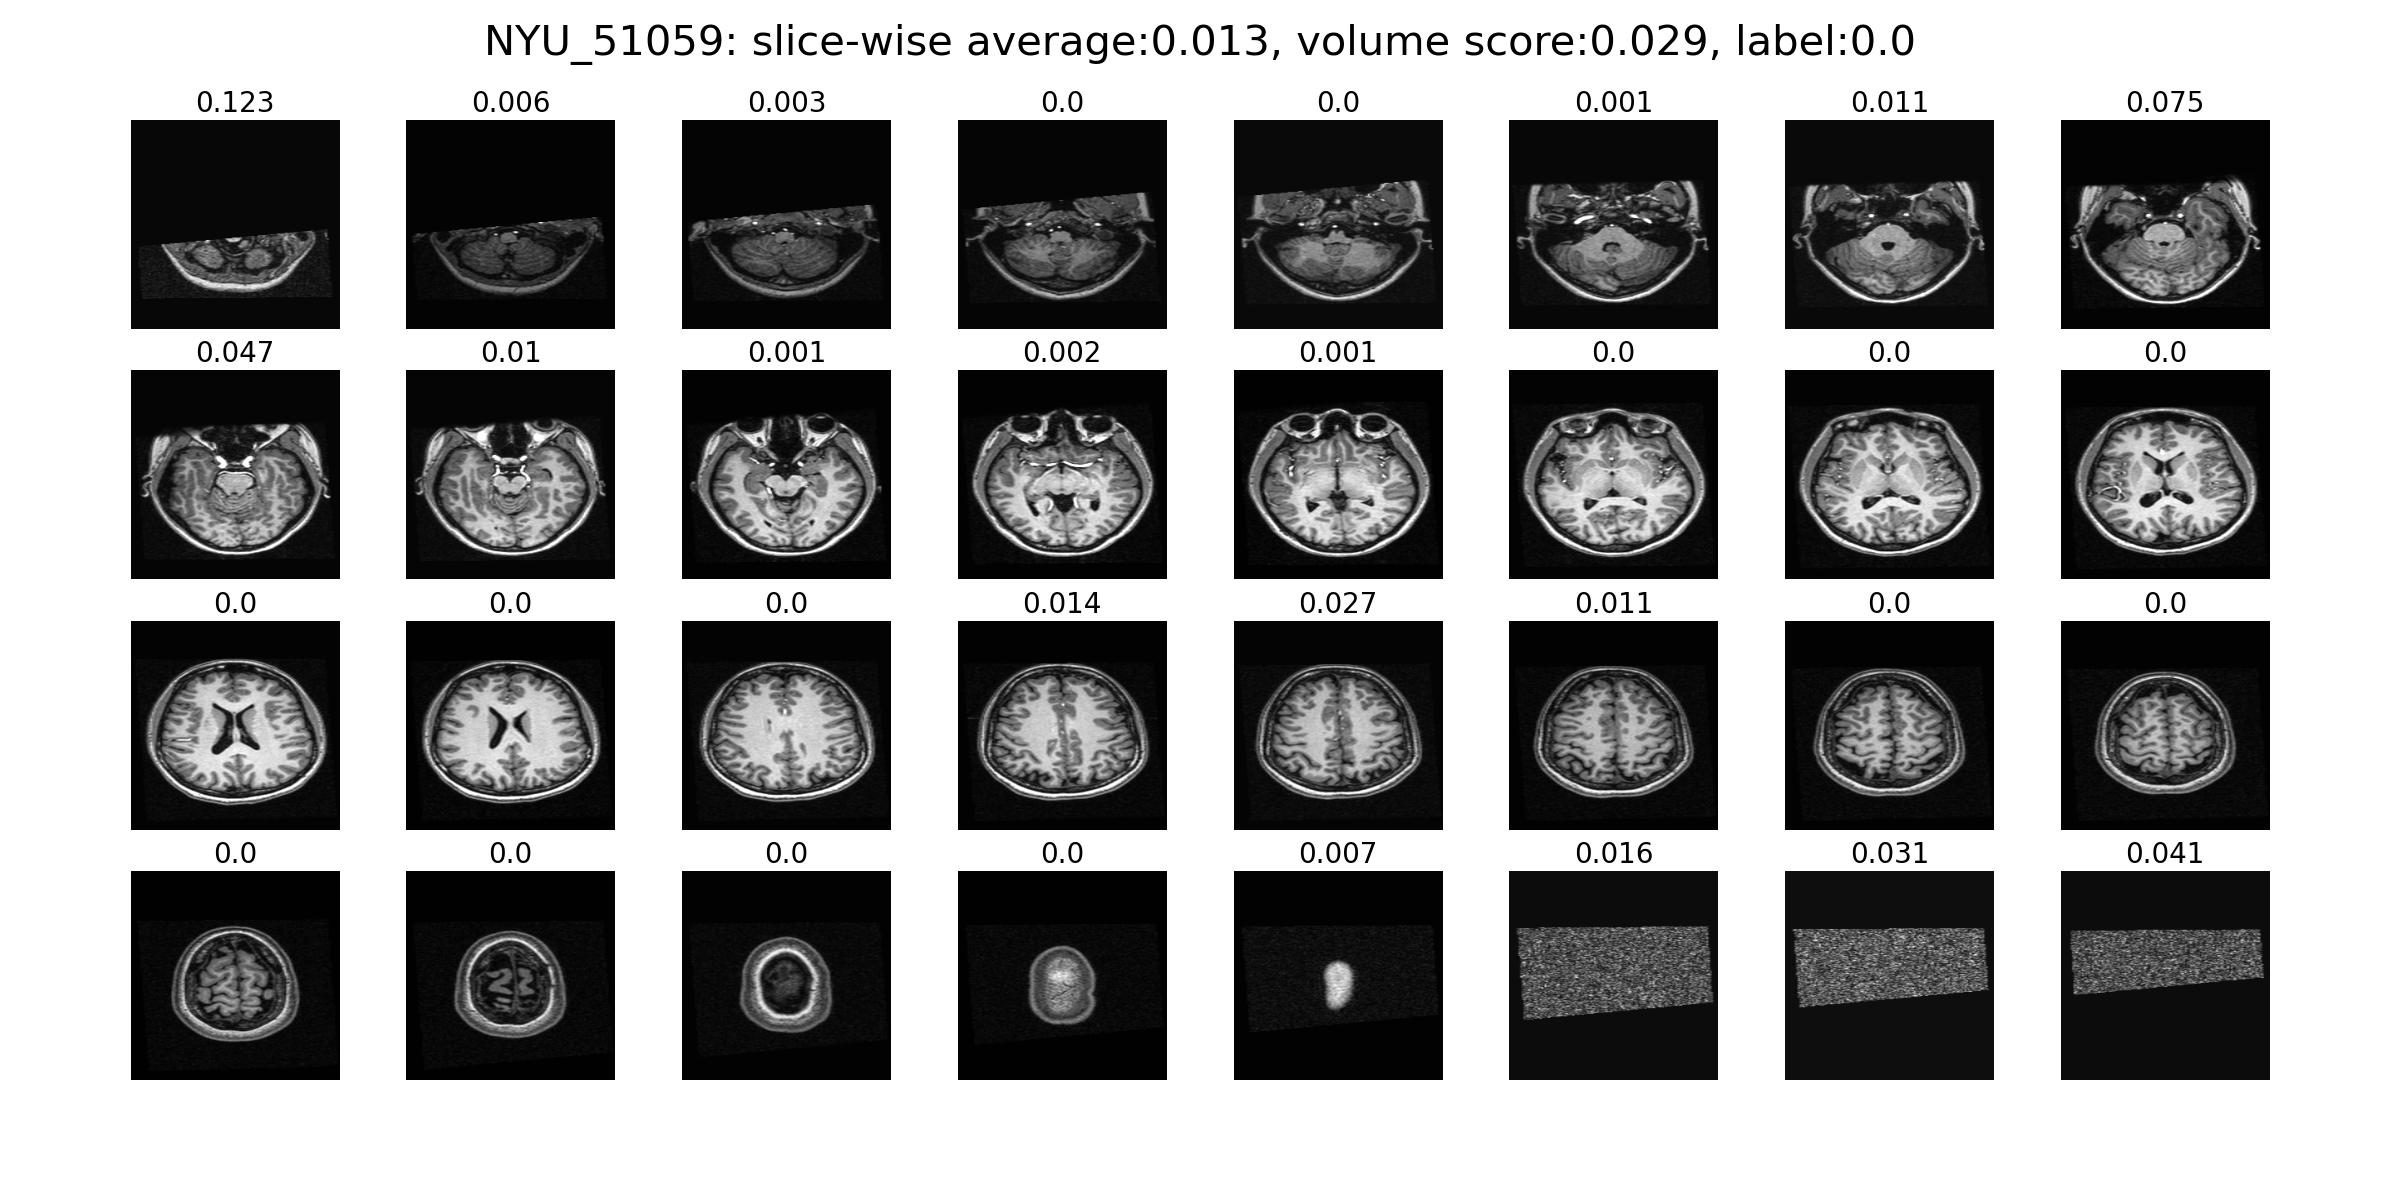 NYU_51059: slice-wise average:0.013, volume score:0.029, label:0.0
0.123 0.006 0.003 0.0 0.0 0.001 0.011 0.075
0.047 0.01 0.001 0.002 0.001 0.0 0.0 0.0
0.0 0.0 0.0 0.014 0.027 0.011 0.0 0.0
0.0 0.0 0.0 0.0 0.007 0.016 0.031 0.041